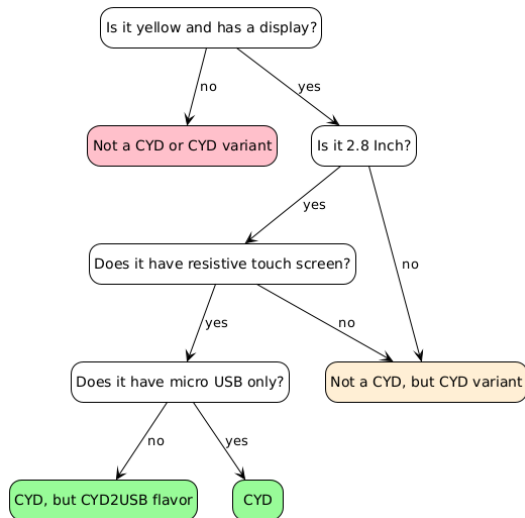 Is it yellow and has a display?
no
yes
Not a CYD or CYD variant
Is it 2.8 Inch?
yes
no
Does it have resistive touch screen?
yes
no
Does it have micro USB only?
Not a CYD, but CYD variant
no
yes
CYD, but CYD2USB flavor
CYD